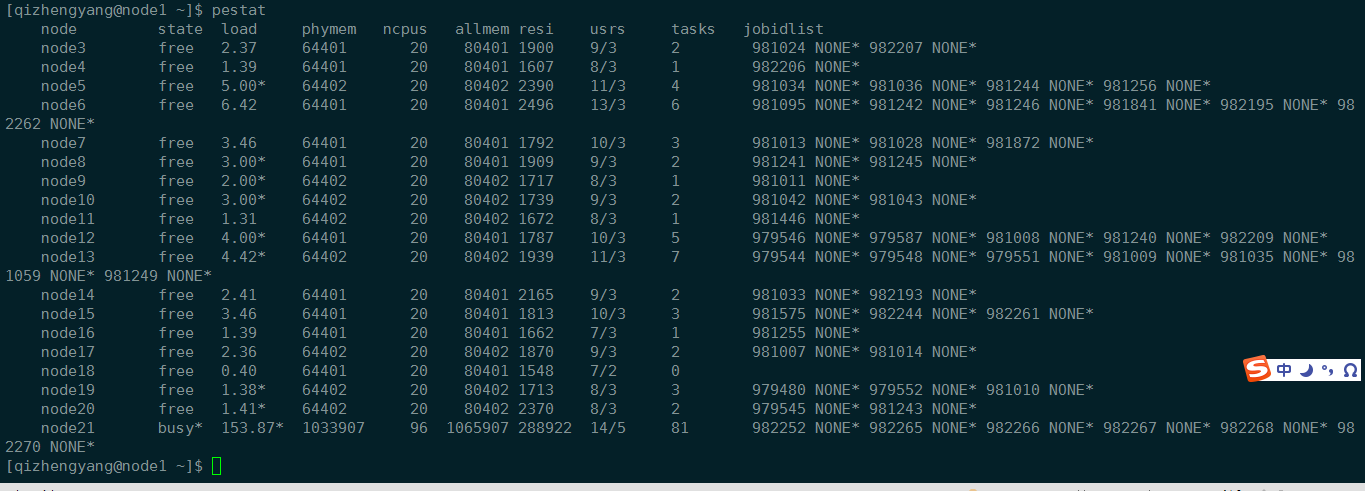 [qizhengyang@node1 ~]$ pestat
node state load phymem ncpus allmem resi usrs tasks jobidlist
node3 free 2.37 64401 20 80401 1900 9/3 2 981024 NONE* 982207 NONE*
node4 free 1.39 64401 20 80401 1607 8/3 1 982206 NONE*
node5 free 5.00* 64402 20 80402 2390 11/3 4 981034 NONE* 981036 NONE* 981244 NONE* 981256 NONE*
node6 free 6.42 64401 20 80401 2496 13/3 6 981095 NONE* 981242 NONE* 981246 NONE* 981841 NONE* 982195 NONE* 98
2262 NONE*
node7 free 3.46 64401 20 80401 1792 10/3 3 981013 NONE* 981028 NONE* 981872 NONE*
node8 free 3.00* 64401 20 80401 1909 9/3 2 981241 NONE* 981245 NONE*
node9 free 2.00* 64402 20 80402 1717 8/3 1 981011 NONE*
node10 free 3.00* 64402 20 80402 1739 9/3 2 981042 NONE* 981043 NONE*
node11 free 1.31 64402 20 80402 1672 8/3 1 981446 NONE*
node12 free 4.00* 64401 20 80401 1787 10/3 5 979546 NONE* 979587 NONE* 981008 NONE* 981240 NONE* 982209 NONE*
node13 free 4.42* 64402 20 80402 1939 11/3 7 979544 NONE* 979548 NONE* 979551 NONE* 981009 NONE* 981035 NONE* 98
1059 NONE* 981249 NONE*
node14 free 2.41 64401 20 80401 2165 9/3 2 981033 NONE* 982193 NONE*
node15 free 3.46 64401 20 80401 1813 10/3 3 981575 NONE* 982244 NONE* 982261 NONE*
node16 free 1.39 64401 20 80401 1662 7/3 1 981255 NONE*
node17 free 2.36 64402 20 80402 1870 9/3 2 981007 NONE* 981014 NONE*
node18 free 0.40 64401 20 80401 1548 7/2 0
node19 free 1.38* 64402 20 80402 1713 8/3 3 979480 NONE* 979552 NONE* 981010 NONE*
node20 free 1.41* 64402 20 80402 2370 8/3 2 979545 NONE* 981243 NONE*
node21 busy* 153.87* 1033907 96 1065907 288922 14/5 81 982252 NONE* 982265 NONE* 982266 NONE* 982267 NONE* 982268 NONE* 98
2270 NONE*
[qizhengyang@node1 ~]$
中